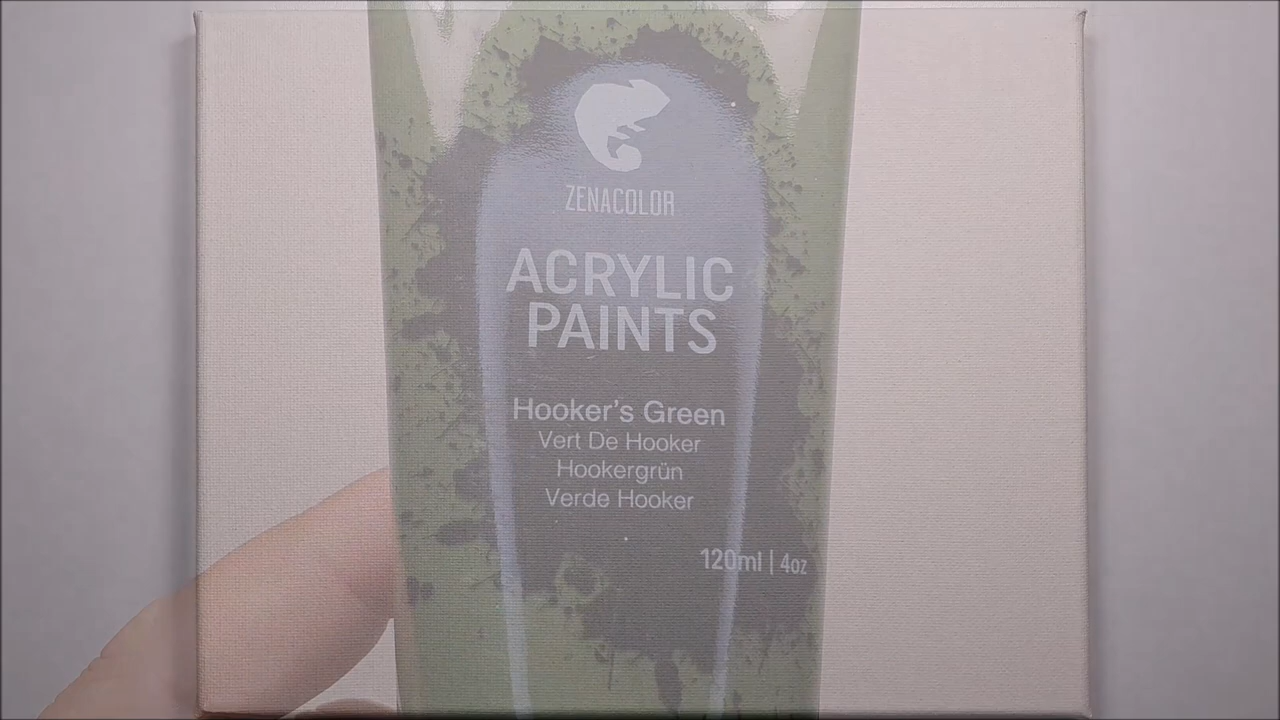 ZENACOLOR
ACRYLIC
PAINTS
Hooker's Green
Vert De Hooker
Hookergrün
Verde Hooker
120ml | 4oz